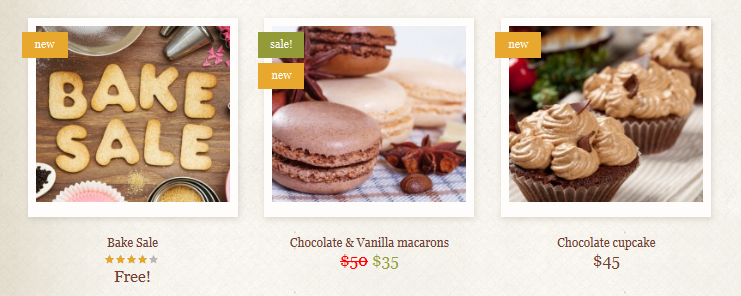 new
BAKE
SALE
Bake Sale
Free!
sale!
new
Chocolate & Vanilla macarons
$50 $35
new
Chocolate cupcake
$45